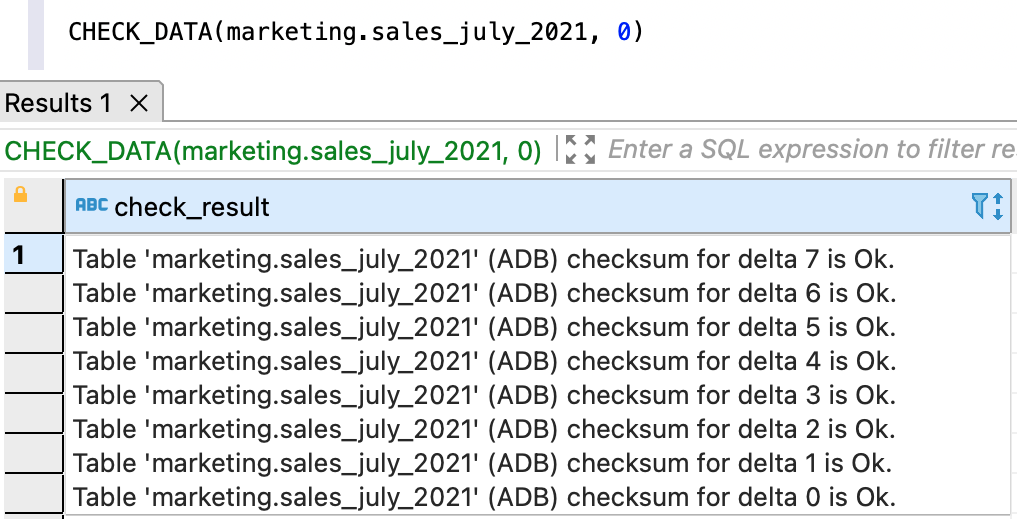 CHECK_DATA(marketing.sales_july_2021, 0)
Results 1
CHECK_DATA(marketing.sales_july_2021, 0)
Enter a SQL expression to filter re
ABC check_result
1
Table 'marketing.sales_july_2021' (ADB) checksum for delta 7 is Ok.
Table 'marketing.sales_july_2021' (ADB) checksum for delta 6 is Ok.
Table 'marketing.sales_july_2021' (ADB) checksum for delta 5 is Ok.
Table 'marketing.sales_july_2021' (ADB) checksum for delta 4 is Ok.
Table 'marketing.sales_july_2021' (ADB) checksum for delta 3 is Ok.
Table 'marketing.sales_july_2021' (ADB) checksum for delta 2 is Ok.
Table 'marketing.sales_july_2021' (ADB) checksum for delta 1 is Ok.
Table 'marketing.sales_july_2021' (ADB) checksum for delta 0 is Ok.